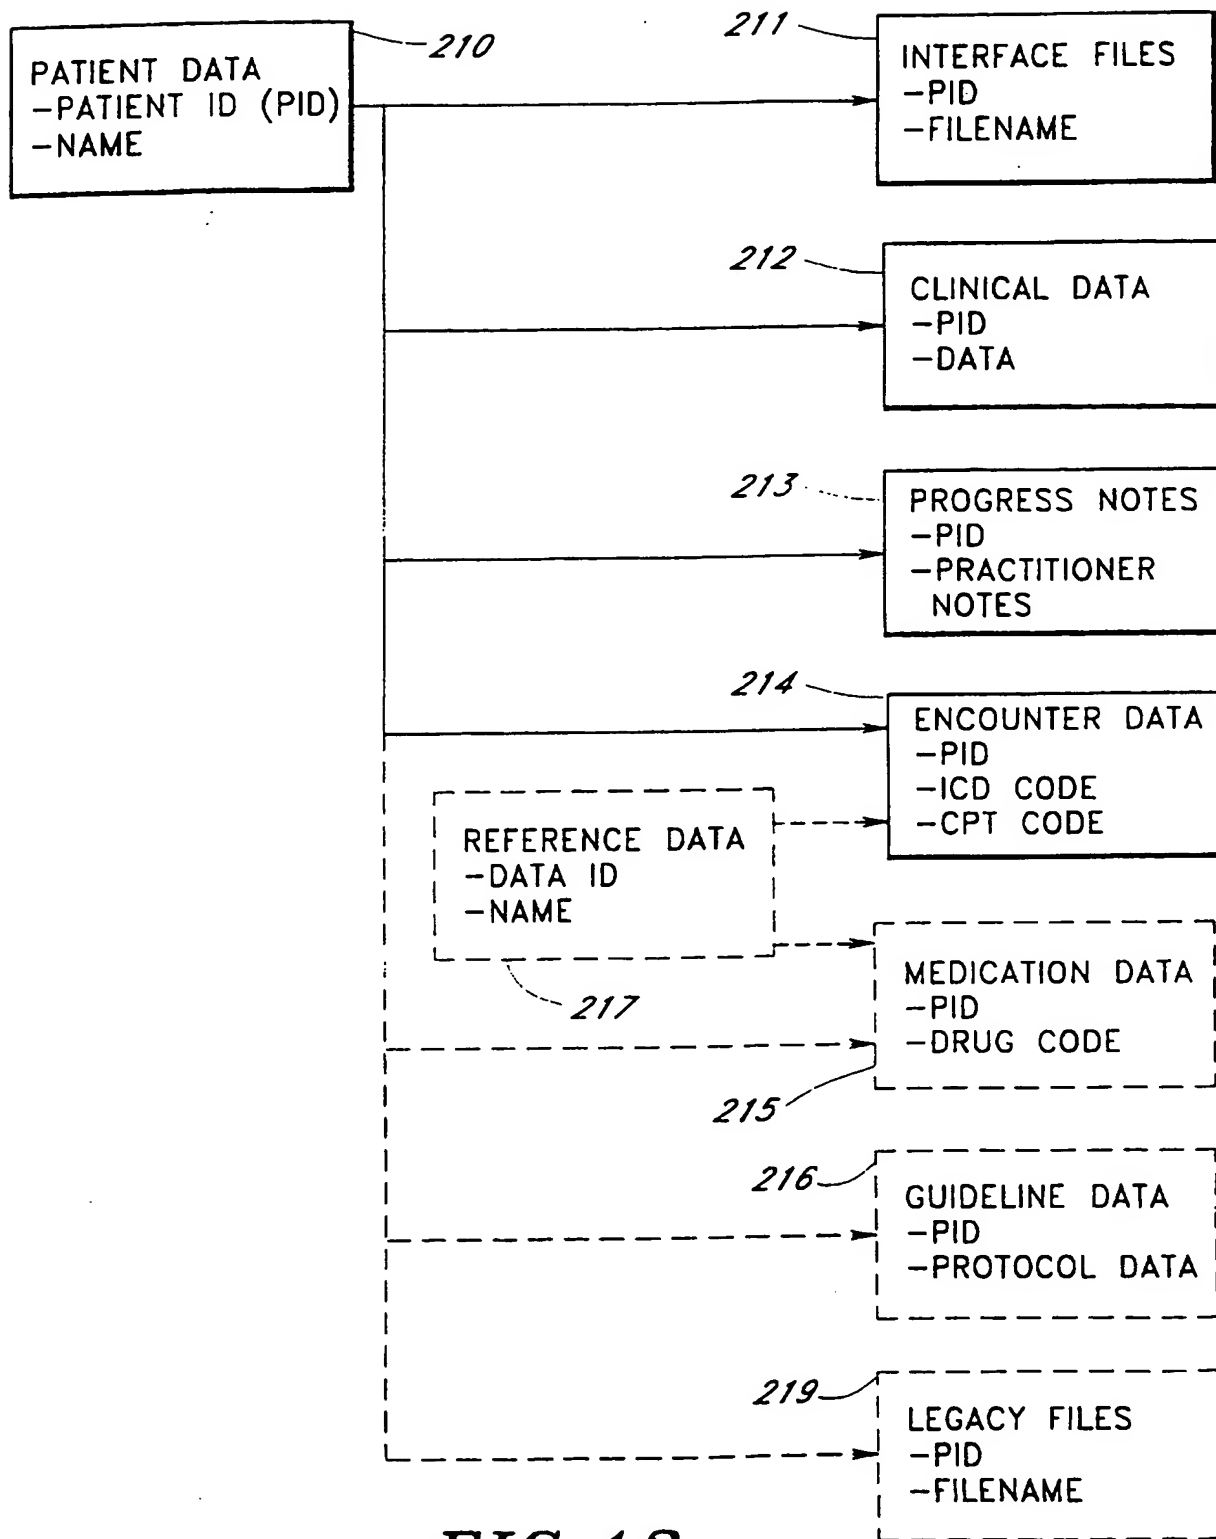 210
PATIENT DATA
-PATIENT ID (PID)
-NAME
211
INTERFACE FILES
-PID
-FILENAME
212
CLINICAL DATA
-PID
-DATA
213
PROGRESS NOTES
-PID
-PRACTITIONER
NOTES
214
ENCOUNTER DATA
-PID
-ICD CODE
-CPT CODE
REFERENCE DATA
-DATA ID
-NAME
217
MEDICATION DATA
-PID
-DRUG CODE
215
216
GUIDELINE DATA
-PID
-PROTOCOL DATA
219
LEGACY FILES
-PID
-FILENAME
FIG